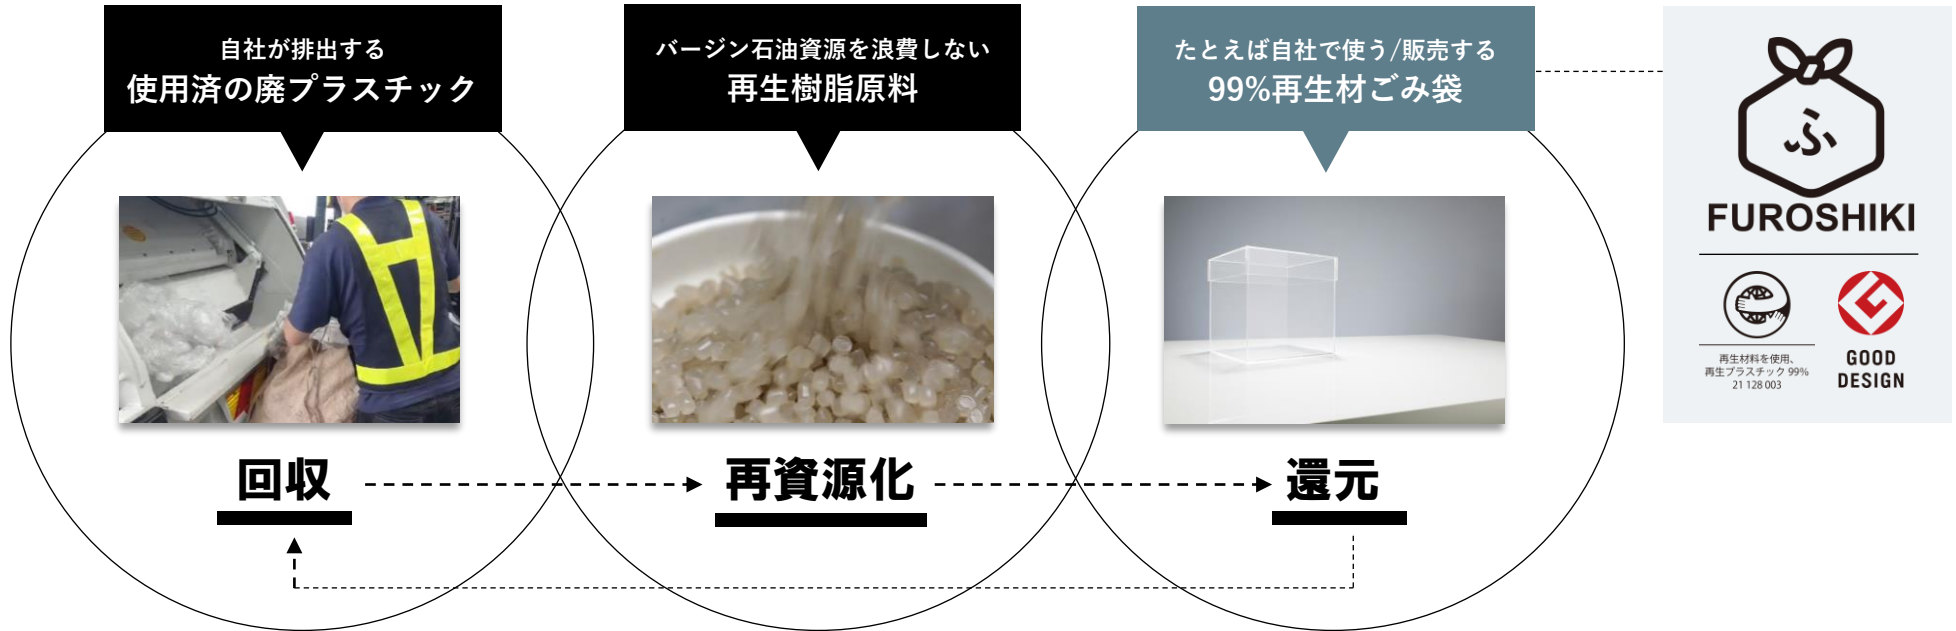 自社が排出する
使用済の廃プラスチック
バージン石油資源を浪費しない
再生樹脂原料
たとえば自社で使う/販売する
99%再生材ごみ袋
ふ
FUROSHIKI
再生材料を使用、
再生プラスチック 99%
21 128 003
GOOD
DESIGN
回収
再資源化
還元